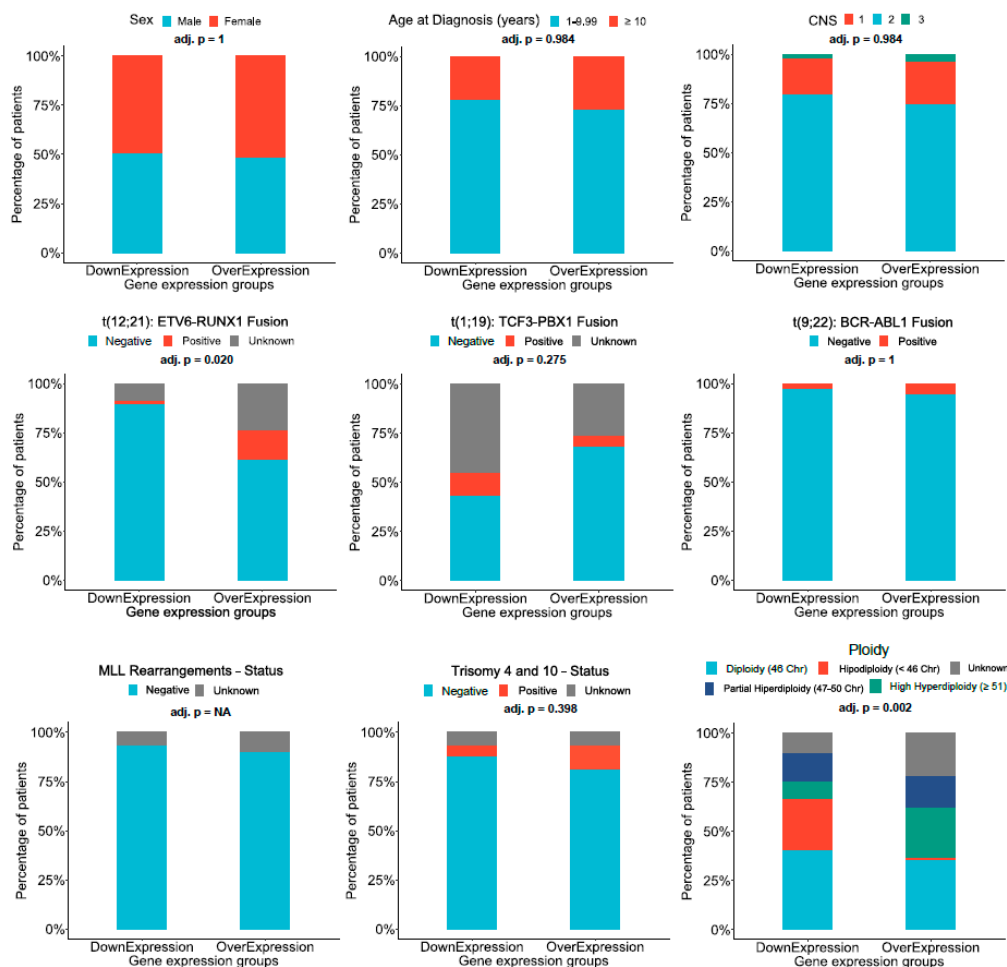 Sex Male Female
adj. p = 1
Percentage of patients
100%
75%
50%
25%
0%
DownExpression OverExpression
Gene expression groups
Age at Diagnosis (years) 1-9.99 ≥ 10
adj. p = 0.984
Percentage of patients
100%
75%
50%
25%
0%
DownExpression OverExpression
Gene expression groups
CNS 1 2 3
adj. p = 0.984
Percentage of patients
100%
75%
50%
25%
0%
DownExpression OverExpression
Gene expression groups
t(12;21): ETV6-RUNX1 Fusion
Negative Positive Unknown
adj. p = 0.020
Percentage of patients
100%
75%
50%
25%
0%
DownExpression OverExpression
Gene expression groups
t(1;19): TCF3-PBX1 Fusion
Negative Positive Unknown
adj. p = 0.275
Percentage of patients
100%
75%
50%
25%
0%
DownExpression OverExpression
Gene expression groups
t(9;22): BCR-ABL1 Fusion
Negative Positive
adj. p = 1
Percentage of patients
100%
75%
50%
25%
0%
DownExpression OverExpression
Gene expression groups
MLL Rearrangements – Status
Negative Unknown
adj. p = NA
Percentage of patients
100%
75%
50%
25%
0%
DownExpression OverExpression
Gene expression groups
Trisomy 4 and 10 – Status
Negative Positive Unknown
adj. p = 0.398
Percentage of patients
100%
75%
50%
25%
0%
DownExpression OverExpression
Gene expression groups
Ploidy
Diploidy (46 Chr) Hipodiploidy (< 46 Chr) Unknown
Partial Hiperdiploidy (47-50 Chr) High Hyperdiploidy (≥ 51)
adj. p = 0.002
Percentage of patients
100%
75%
50%
25%
0%
DownExpression OverExpression
Gene expression groups